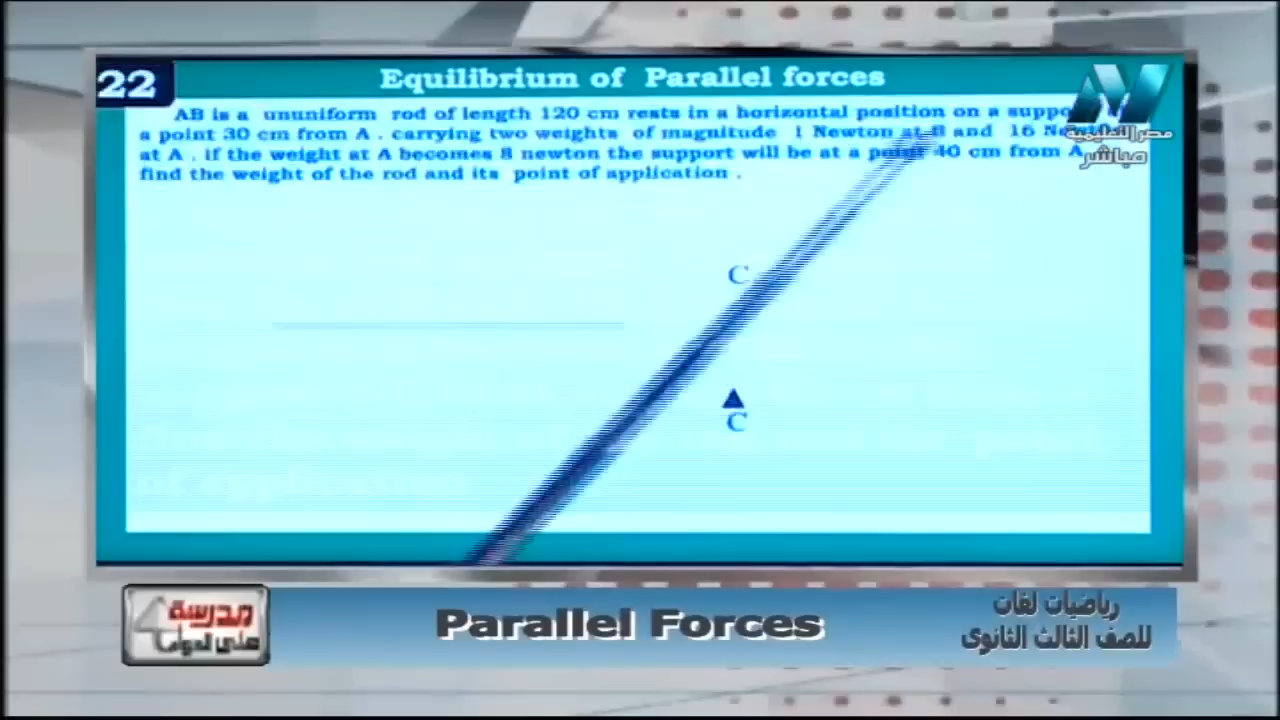 22
Equilibrium of Parallel forces
AB is a ununiform rod of length 120 cm rests in a horizontal position on a
a point 30 cm from A . carrying two weights of magnitude 1 Newton at B and 16
at A . if the weight at A becomes 8 newton the support will be at a point 40 cm from A
find the weight of the rod and its point of application .
مصر التعليمية
مباشر
C
C
مدرسة
على الهواء
Parallel Forces
رياضيات لغات
للصف الثالث الثانوى